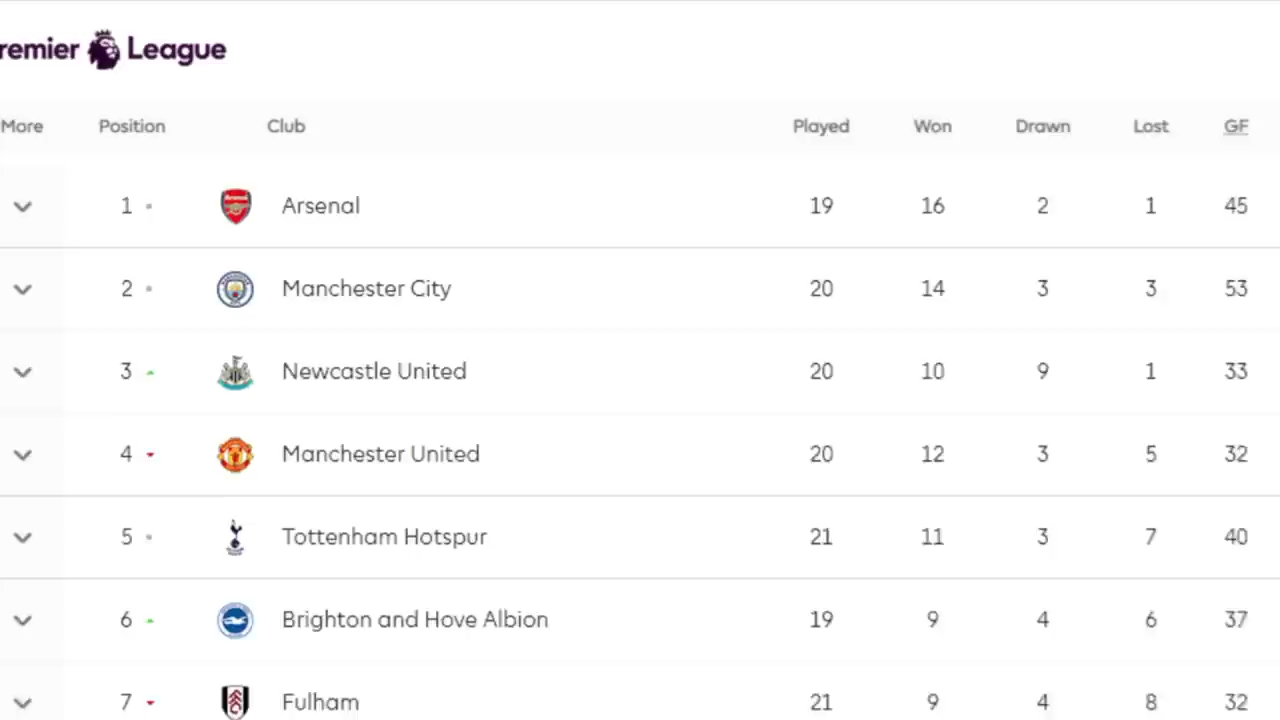 remier League
More Position Club Played Won Drawn Lost GF
1 Arsenal 19 16 2 1 45
2 Manchester City 20 14 3 3 53
3 Newcastle United 20 10 9 1 33
4 Manchester United 20 12 3 5 32
5 Tottenham Hotspur 21 11 3 7 40
6 Brighton and Hove Albion 19 9 4 6 37
7 Fulham 21 9 4 8 32